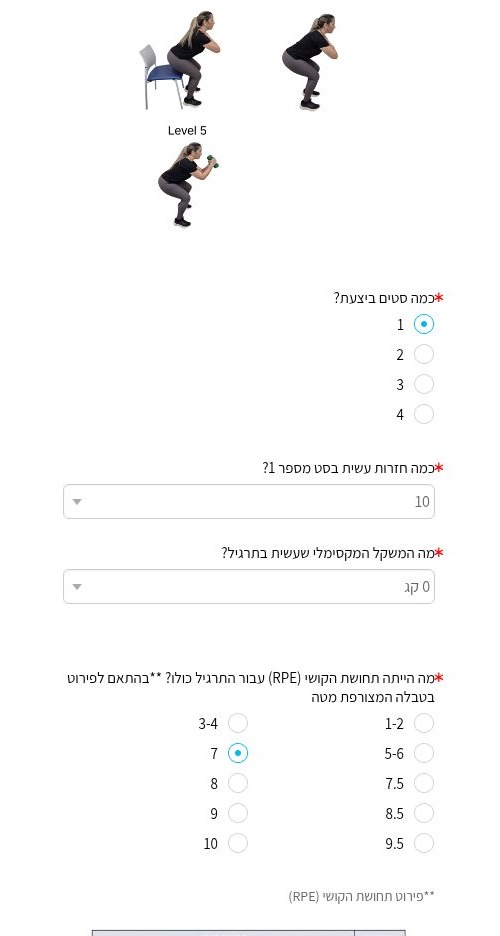 Level 5
*כמה סטים ביצעת?
1
2
3
4
*כמה חזרות עשית בסט מספר 1?
10
*מה המשקל המקסימלי שעשית בתרגיל?
0 קג
*מה הייתה תחושת הקושי (RPE) עבור התרגיל כולו? **בהתאם לפירוט
בטבלה המצורפת מטה
1-2 3-4
5-6 7
7.5 8
8.5 9
9.5 10
**פירוט תחושת הקושי (RPE)